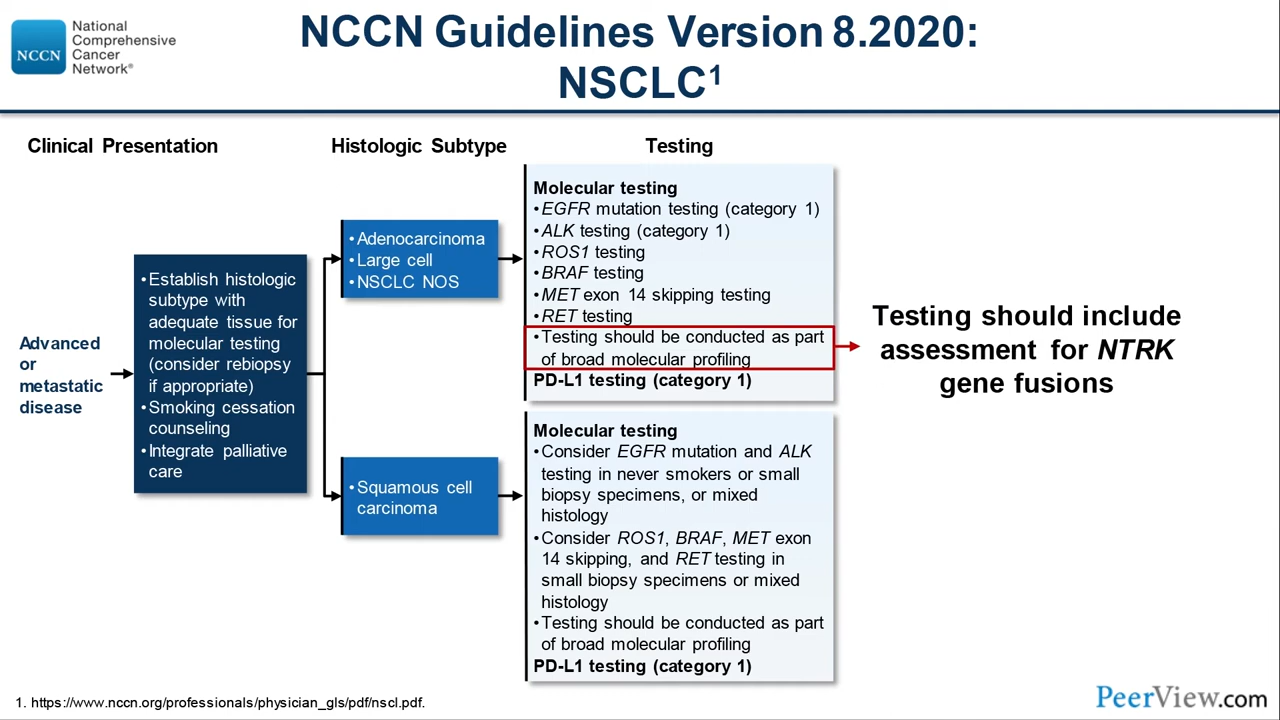 NCCN
National
Comprehensive
Cancer
Network®
NCCN Guidelines Version 8.2020:
NSCLC1
Clinical Presentation
Histologic Subtype
Testing
Advanced
or
metastatic
disease
•Establish histologic
subtype with
adequate tissue for
molecular testing
(consider rebiopsy
if appropriate)
•Smoking cessation
counseling
•Integrate palliative
care
•Adenocarcinoma
•Large cell
•NSCLC NOS
•Squamous cell
carcinoma
Molecular testing
•EGFR mutation testing (category 1)
•ALK testing (category 1)
•ROS1 testing
•BRAF testing
•MET exon 14 skipping testing
•RET testing
•Testing should be conducted as part
of broad molecular profiling
PD-L1 testing (category 1)
Molecular testing
•Consider EGFR mutation and ALK
testing in never smokers or small
biopsy specimens, or mixed
histology
•Consider ROS1, BRAF, MET exon
14 skipping, and RET testing in
small biopsy specimens or mixed
histology
•Testing should be conducted as part
of broad molecular profiling
PD-L1 testing (category 1)
Testing should include
assessment for NTRK
gene fusions
1. https://www.nccn.org/professionals/physician_gls/pdf/nscl.pdf.
PeerView.com